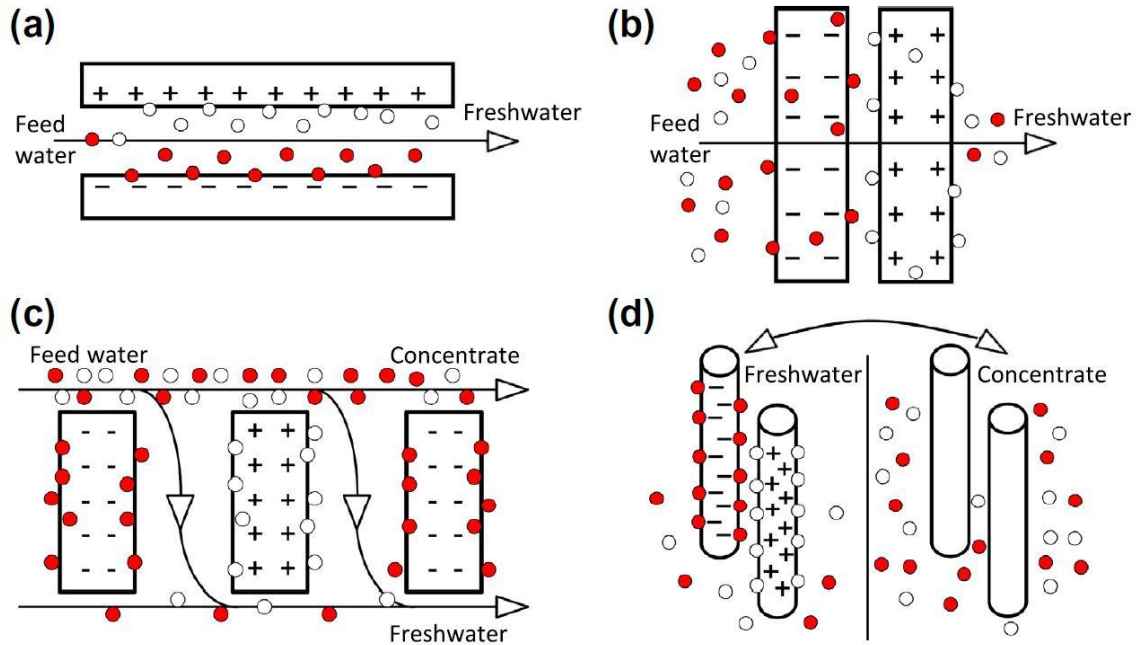 (a)
+ + + + + + + + + +
Feed
water
Freshwater
– – – – – – – – – –
(b)
– – + +
– – + +
– – + +
Feed
water
Freshwater
– – + +
– – + +
– – + +
(c)
Feed water
Concentrate
- - + + - -
- - + + - -
- - + + - -
- - + + - -
- - + + - -
Freshwater
(d)
Freshwater
Concentrate
– – – – – – – –
+ + + + + + + +